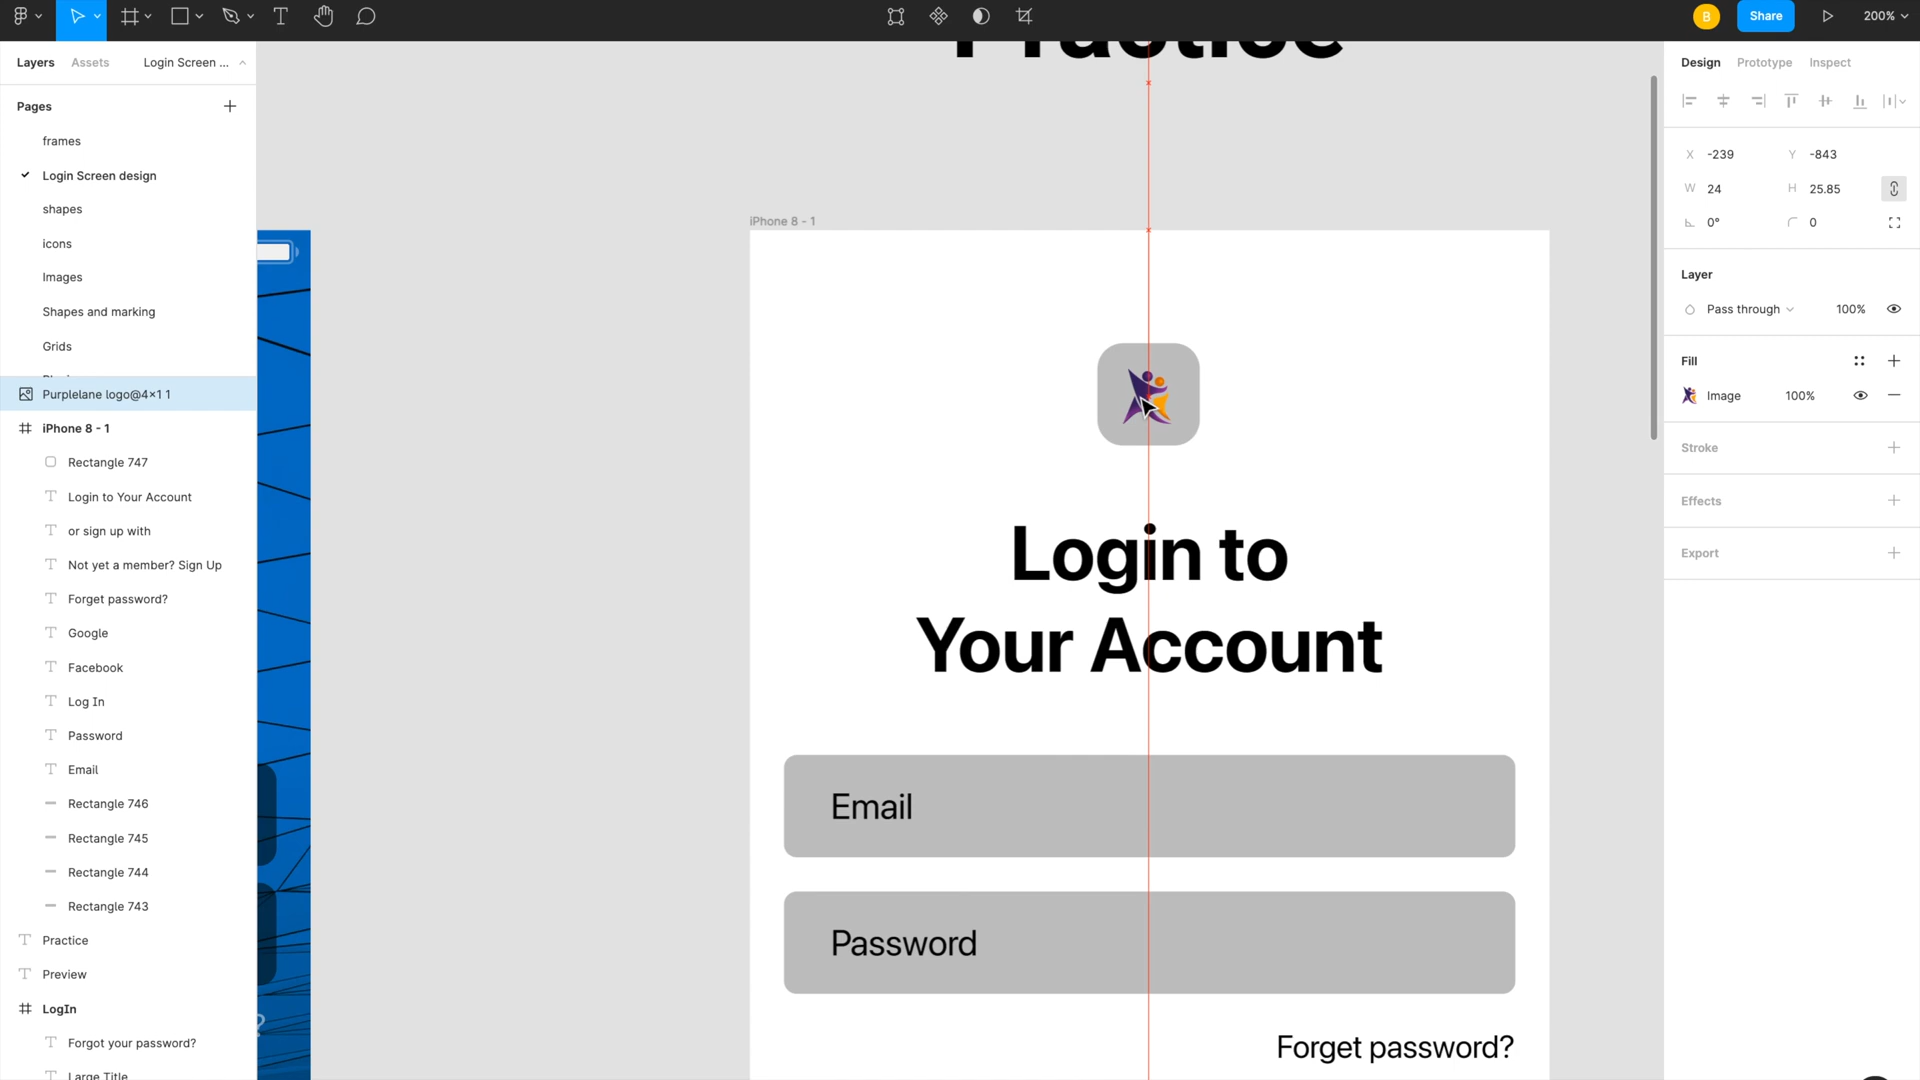 B
Share
200%
Layers
Assets
Login Screen ...
Pages
frames
Login Screen design
shapes
icons
Images
Shapes and marking
Grids
Purplelane logo@4x1 1
iPhone 8 - 1
Rectangle 747
Login to Your Account
or sign up with
Not yet a member? Sign Up
Forget password?
Google
Facebook
Log In
Password
Email
Rectangle 746
Rectangle 745
Rectangle 744
Rectangle 743
Practice
Preview
LogIn
Forgot your password?
Large Title
Practice
iPhone 8 - 1
Login to
Your Account
Email
Password
Forget password?
?
Design
Prototype
Inspect
X -239 Y -843
W 24 H 25.85
0° 0
Layer
Pass through 100%
Fill
Image 100%
Stroke
Effects
Export